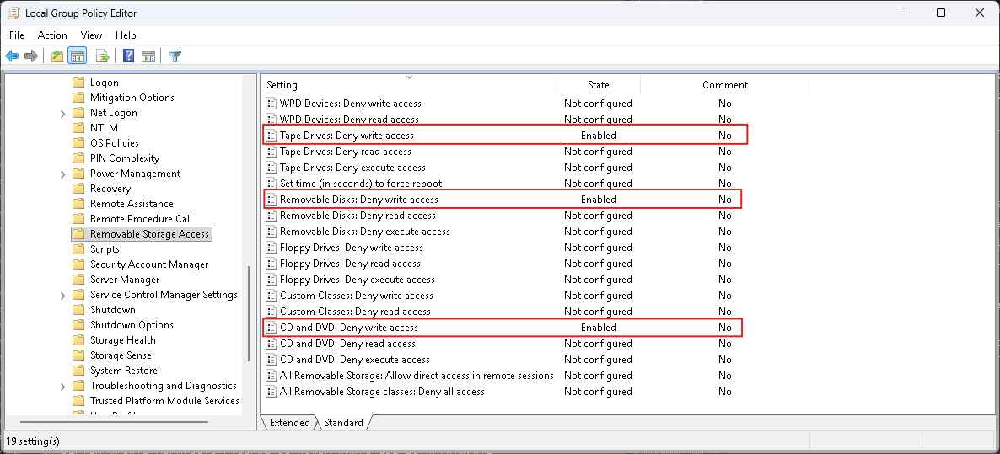 Local Group Policy Editor
File Action View Help
Logon
Mitigation Options
Net Logon
NTLM
OS Policies
PIN Complexity
Power Management
Recovery
Remote Assistance
Remote Procedure Call
Removable Storage Access
Scripts
Security Account Manager
Server Manager
Service Control Manager Settings
Shutdown
Shutdown Options
Storage Health
Storage Sense
System Restore
Troubleshooting and Diagnostics
Trusted Platform Module Services
Setting State Comment
WPD Devices: Deny write access Not configured No
WPD Devices: Deny read access Not configured No
Tape Drives: Deny write access Enabled No
Tape Drives: Deny read access Not configured No
Tape Drives: Deny execute access Not configured No
Set time (in seconds) to force reboot Not configured No
Removable Disks: Deny write access Enabled No
Removable Disks: Deny read access Not configured No
Removable Disks: Deny execute access Not configured No
Floppy Drives: Deny write access Not configured No
Floppy Drives: Deny read access Not configured No
Floppy Drives: Deny execute access Not configured No
Custom Classes: Deny write access Not configured No
Custom Classes: Deny read access Not configured No
CD and DVD: Deny write access Enabled No
CD and DVD: Deny read access Not configured No
CD and DVD: Deny execute access Not configured No
All Removable Storage: Allow direct access in remote sessions Not configured No
All Removable Storage classes: Deny all access Not configured No
Extended Standard
19 setting(s)